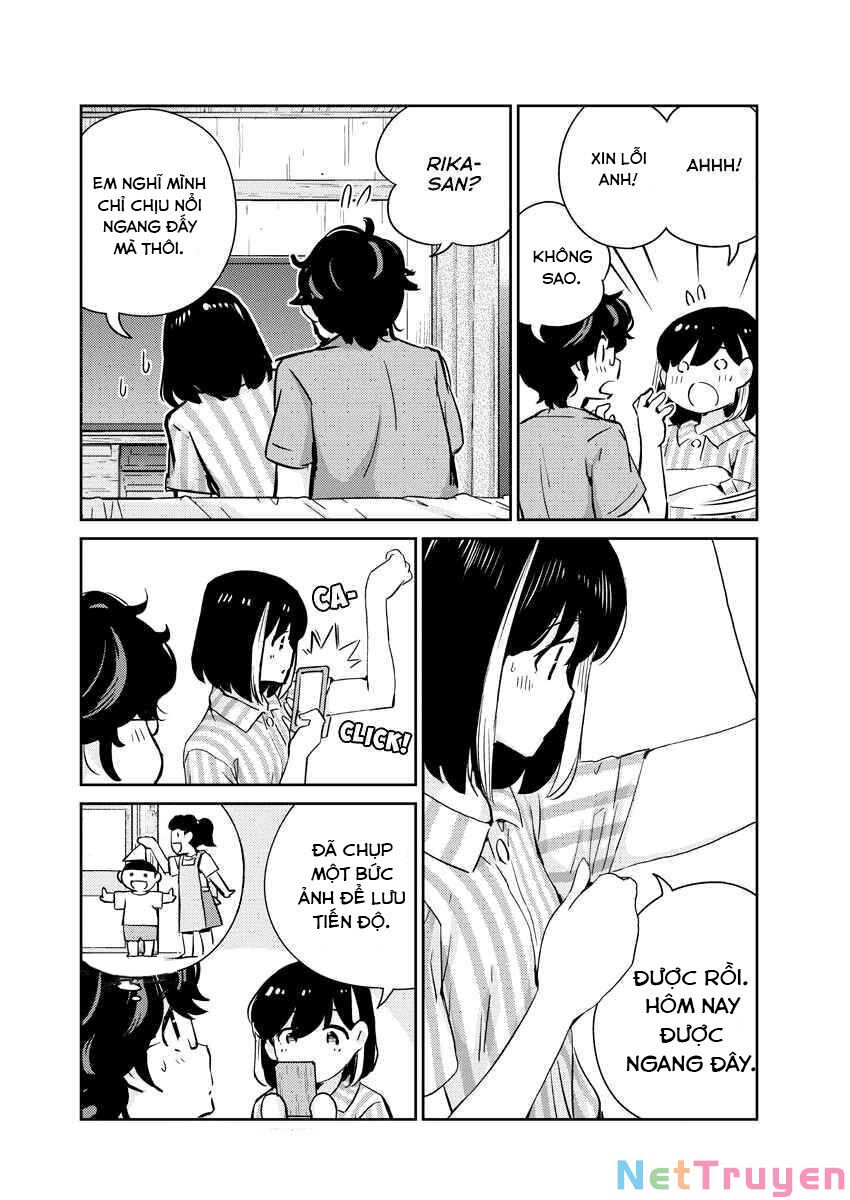 AHHH!
XIN LỖI
ANH!
KHÔNG
SAO.
RIKA-
SAN?
EM NGHĨ MÌNH
CHỈ CHỊU NỔI
NGANG ĐẤY
MÀ THÔI.
ĐƯỢC RỒI.
HÔM NAY
ĐƯỢC
NGANG ĐÂY.
CA-
CLICK!
ĐÃ CHỤP
MỘT BỨC
ẢNH ĐỂ LƯU
TIẾN ĐỘ.
NetTruyen